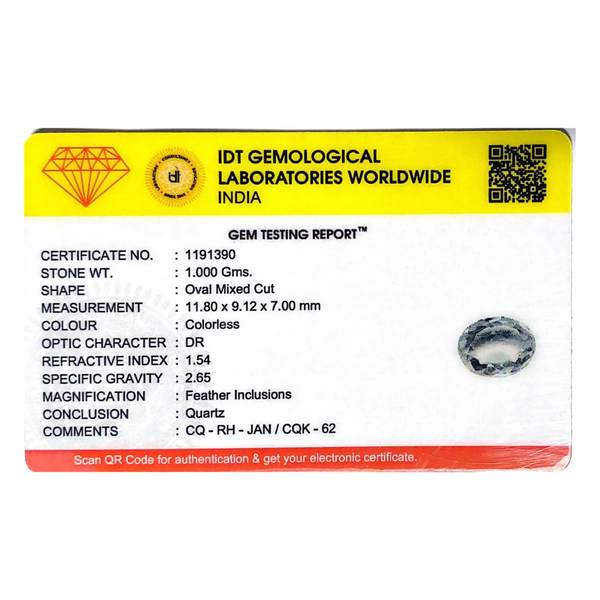 IDT GEMOLOGICAL
LABORATORIES WORLDWIDE
INDIA
GEM TESTING REPORT™
CERTIFICATE NO. : 1191390
STONE WT. : 1.000 Gms.
SHAPE : Oval Mixed Cut
MEASUREMENT : 11.80 x 9.12 x 7.00 mm
COLOUR : Colorless
OPTIC CHARACTER : DR
REFRACTIVE INDEX : 1.54
SPECIFIC GRAVITY : 2.65
MAGNIFICATION : Feather Inclusions
CONCLUSION : Quartz
COMMENTS : CQ - RH - JAN / CQK - 62
Scan QR Code for authentication & get your electronic certificate.